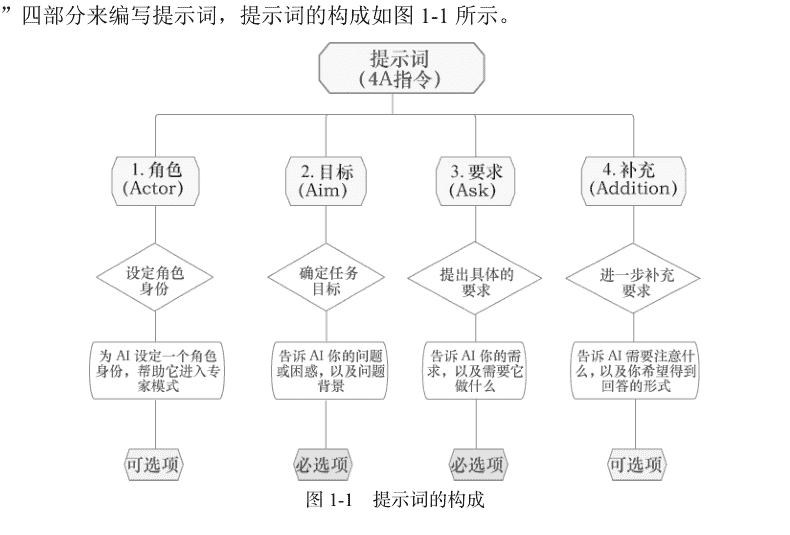 ”四部分来编写提示词，提示词的构成如图 1-1 所示。
提示词
（4A指令）
1. 角色
(Actor)
2. 目标
(Aim)
3. 要求
(Ask)
4. 补充
(Addition)
设定角色
身份
确定任务
目标
提出具体的
要求
进一步补充
要求
为 AI 设定一个角色
身份，帮助它进入专
家模式
告诉 AI 你的问题
或困惑，以及问题
背景
告诉 AI 你的需
求，以及需要它
做什么
告诉 AI 需要注意什
么，以及你希望得到
回答的形式
可选项
必选项
必选项
可选项
图 1-1 提示词的构成